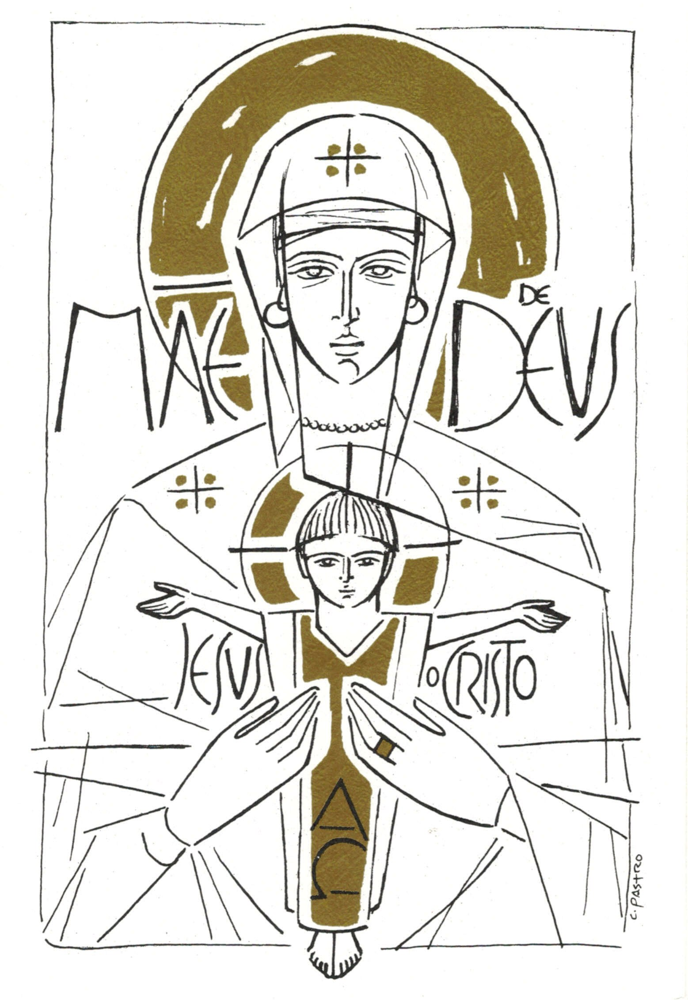 MÃE DE DEUS
JESUS O CRISTO
Α
Ω
C. PASTRO